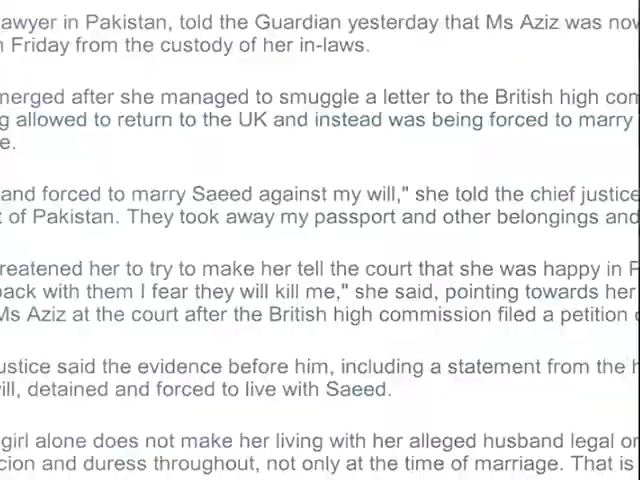 awyer in Pakistan, told the Guardian yesterday that Ms Aziz was now
Friday from the custody of her in-laws.
merged after she managed to smuggle a letter to the British high com
g allowed to return to the UK and instead was being forced to marry
e.
and forced to marry Saeed against my will," she told the chief justice
of Pakistan. They took away my passport and other belongings and
reatened her to try to make her tell the court that she was happy in P
back with them I fear they will kill me," she said, pointing towards her
Ms Aziz at the court after the British high commission filed a petition
ustice said the evidence before him, including a statement from the h
ill, detained and forced to live with Saeed.
girl alone does not make her living with her alleged husband legal or
cion and duress throughout, not only at the time of marriage. That is